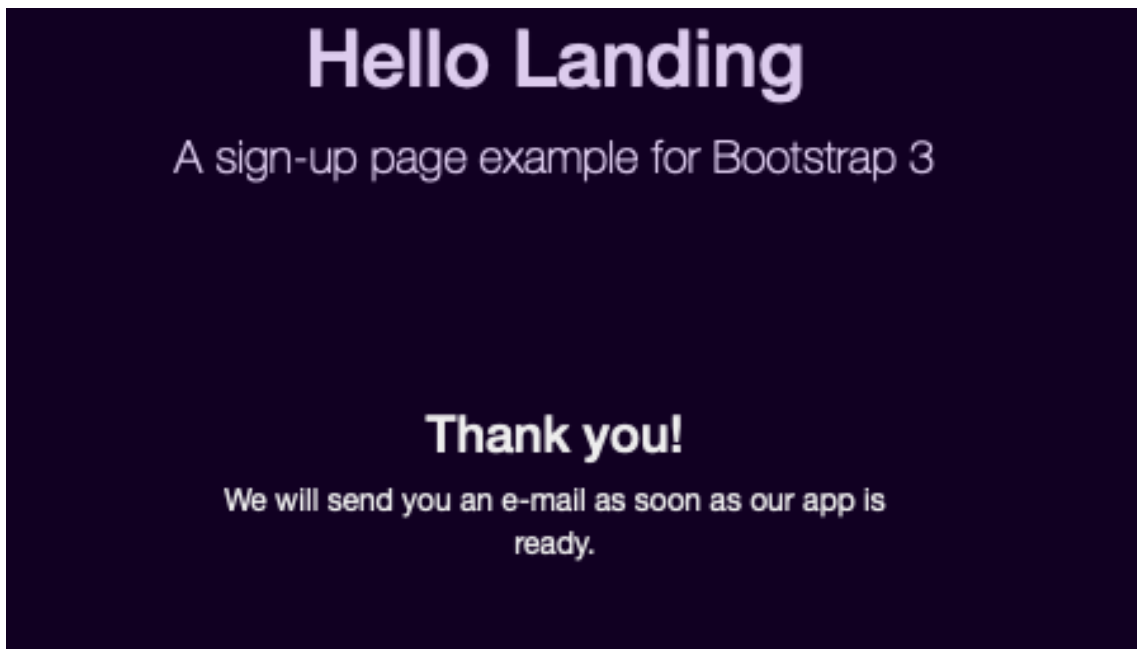 Hello Landing
A sign-up page example for Bootstrap 3
Thank you!
We will send you an e-mail as soon as our app is
ready.